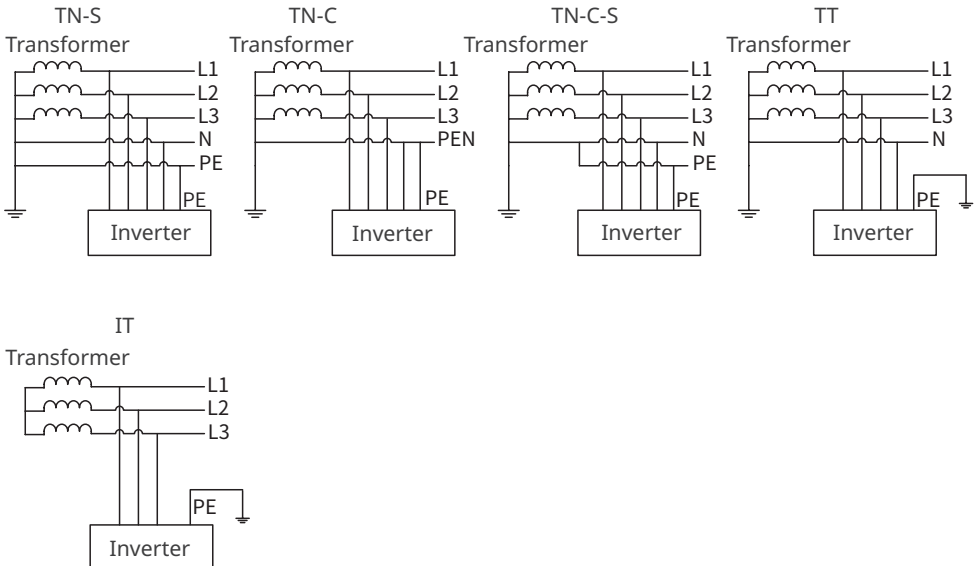 TN-S
Transformer
L1
L2
L3
N
PE
PE
Inverter
TN-C
Transformer
L1
L2
L3
PEN
PE
Inverter
TN-C-S
Transformer
L1
L2
L3
N
PE
PE
Inverter
TT
Transformer
L1
L2
L3
N
PE
Inverter
IT
Transformer
L1
L2
L3
PE
Inverter